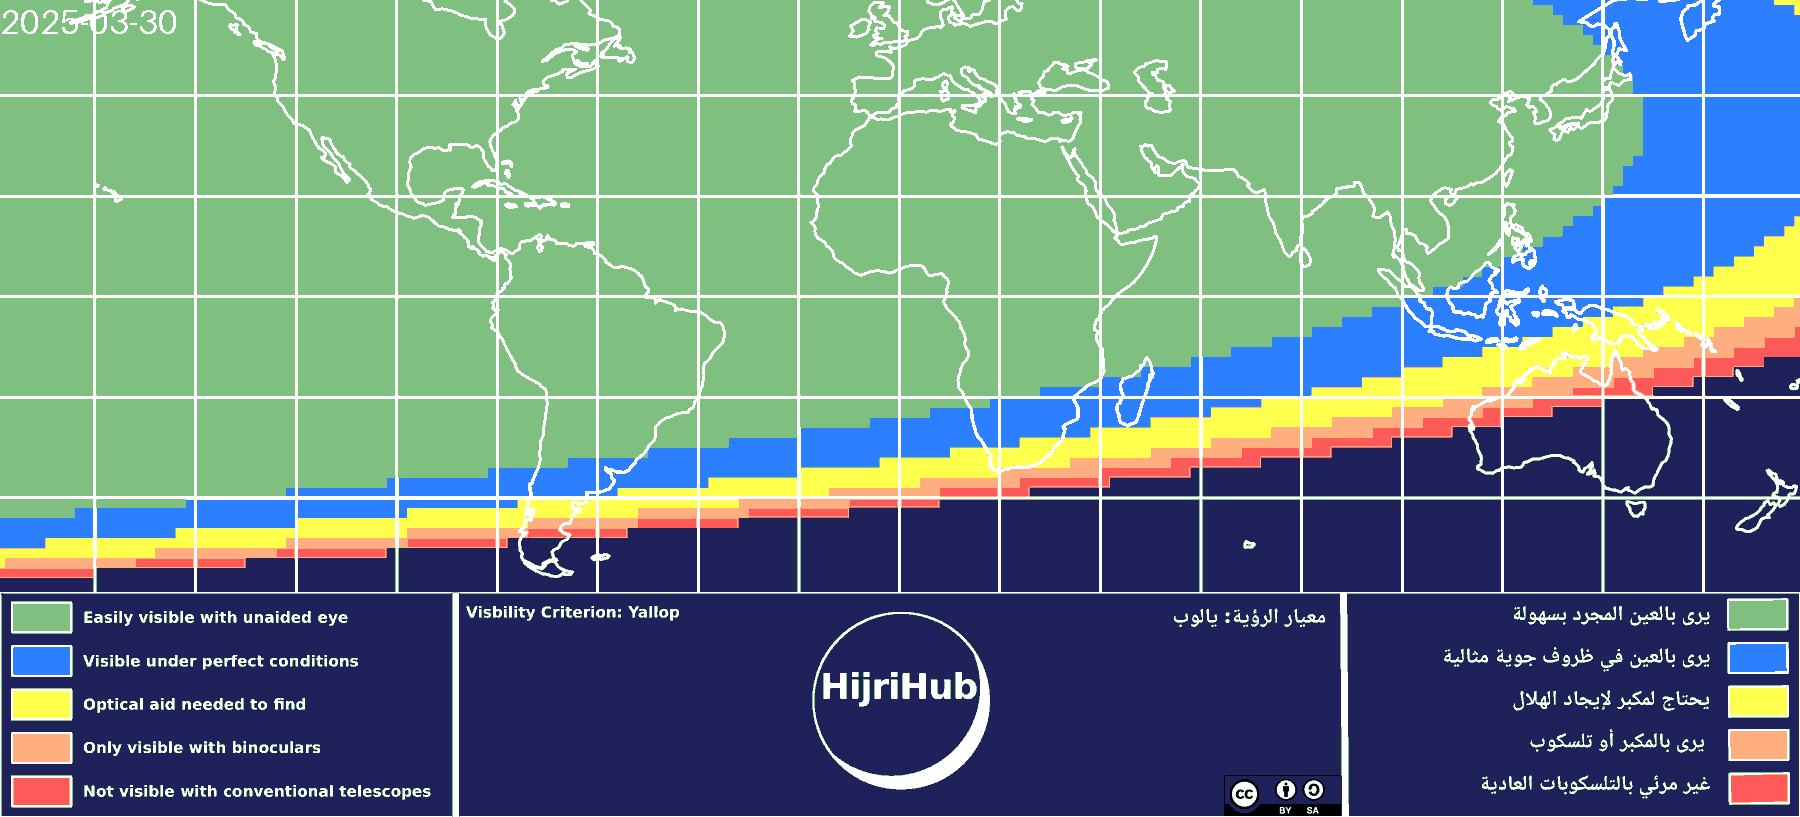 2025-03-30
Easily visible with unaided eye
Visible under perfect conditions
Optical aid needed to find
Only visible with binoculars
Not visible with conventional telescopes
Visbility Criterion: Yallop
معيار الرؤية: يالوب
HijriHub
cc
BY SA
يرى بالعين المجرد بسهولة
يرى بالعين في ظروف جوية مثالية
يحتاج لمكبر لإيجاد الهلال
يرى بالمكبر أو تلسكوب
غير مرئي بالتلسكوبات العادية